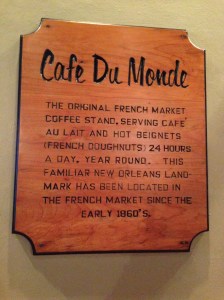 Café Du Monde
THE ORIGINAL FRENCH MARKET
COFFEE STAND, SERVING CAFÉ
AU LAIT AND HOT BEIGNETS
(FRENCH DOUGHNUTS) 24 HOURS
A DAY, YEAR ROUND. THIS
FAMILIAR NEW ORLEANS LAND-
MARK HAS BEEN LOCATED IN
THE FRENCH MARKET SINCE THE
EARLY 1860'S.